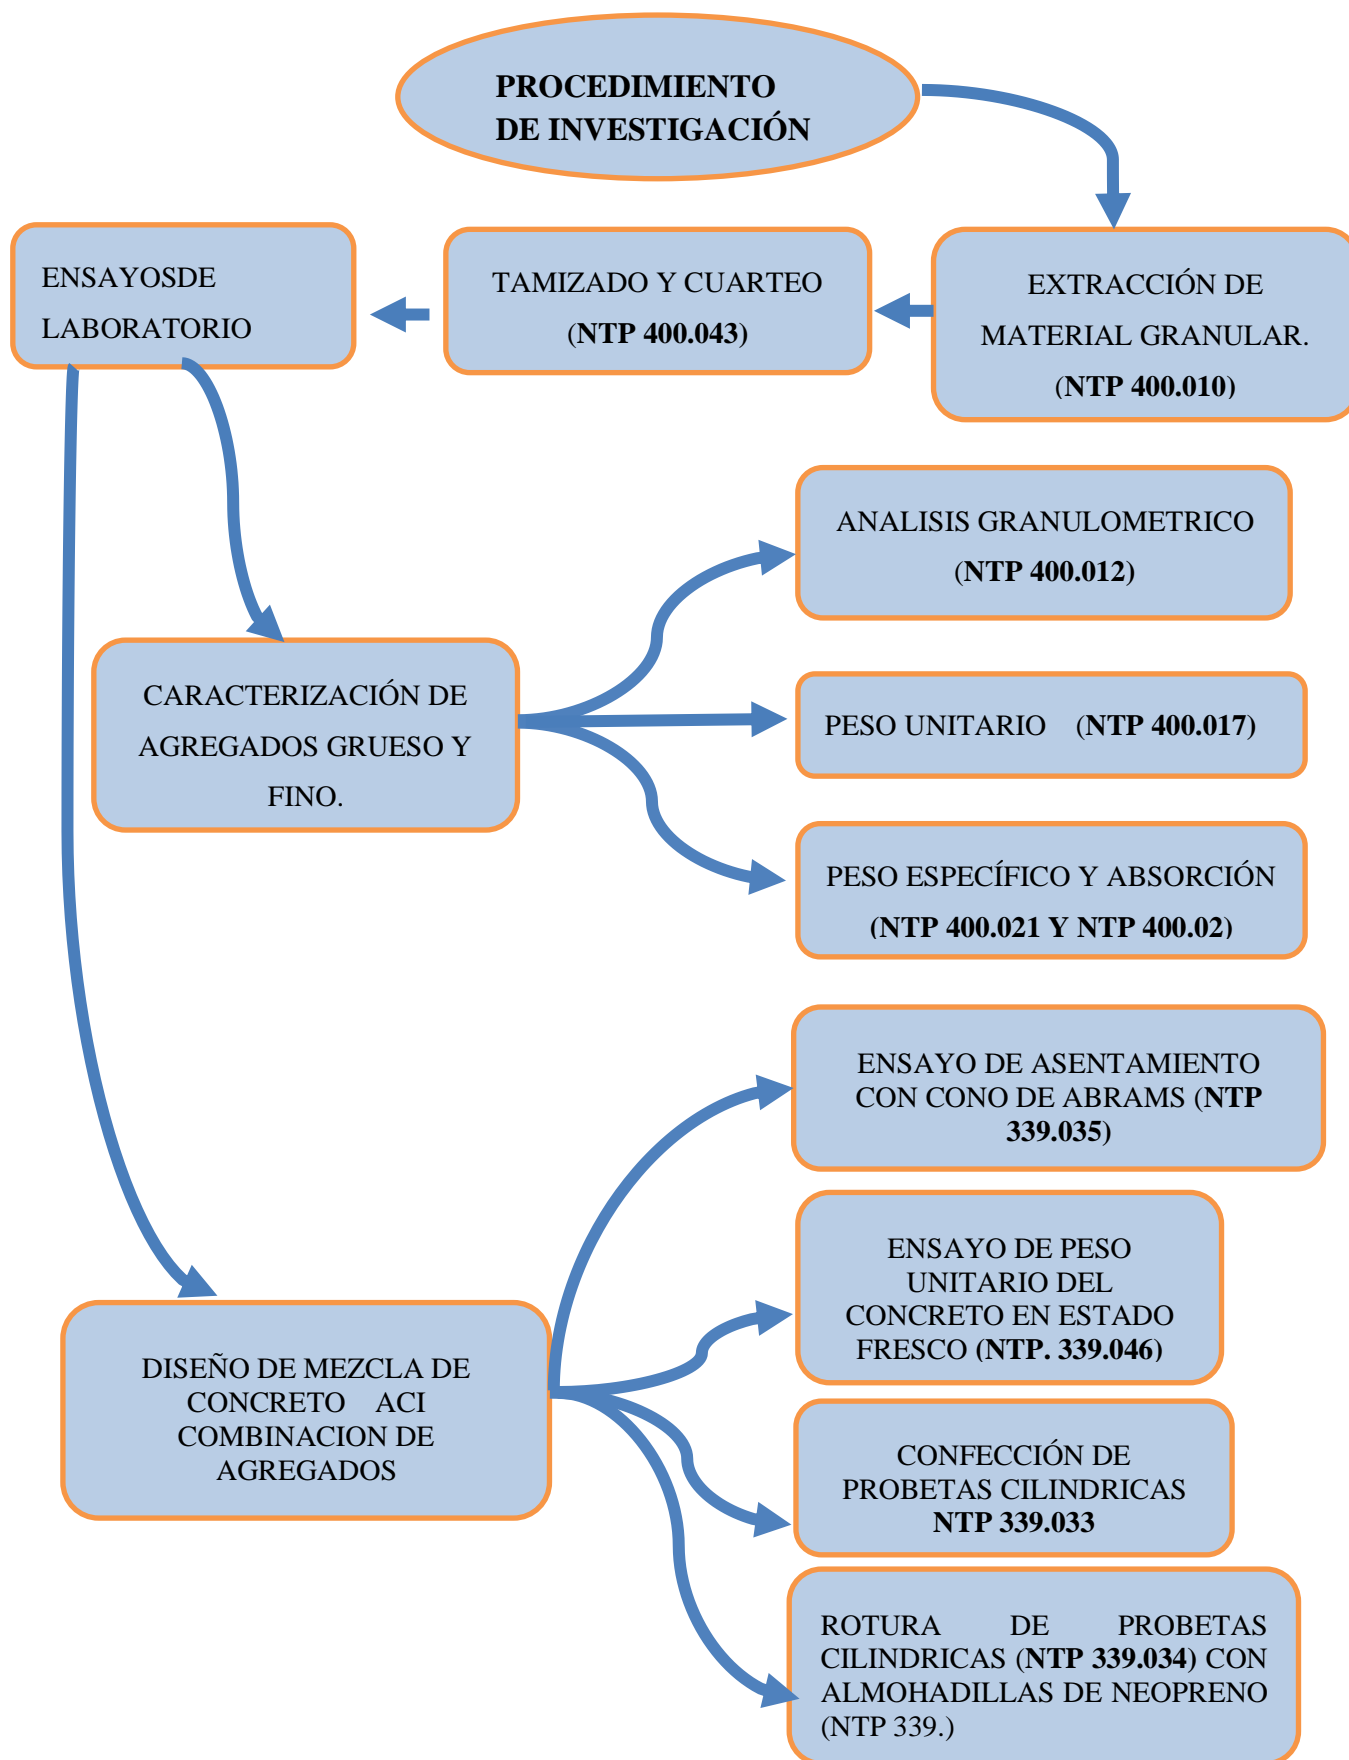 PROCEDIMIENTO
DE INVESTIGACIÓN
EXTRACCIÓN DE
MATERIAL GRANULAR.
(NTP 400.010)
TAMIZADO Y CUARTEO
(NTP 400.043)
ENSAYOSDE
LABORATORIO
CARACTERIZACIÓN DE
AGREGADOS GRUESO Y
FINO.
ANALISIS GRANULOMETRICO
(NTP 400.012)
PESO UNITARIO (NTP 400.017)
PESO ESPECÍFICO Y ABSORCIÓN
(NTP 400.021 Y NTP 400.02)
DISEÑO DE MEZCLA DE
CONCRETO ACI
COMBINACION DE
AGREGADOS
ENSAYO DE ASENTAMIENTO
CON CONO DE ABRAMS (NTP
339.035)
ENSAYO DE PESO
UNITARIO DEL
CONCRETO EN ESTADO
FRESCO (NTP. 339.046)
CONFECCIÓN DE
PROBETAS CILINDRICAS
NTP 339.033
ROTURA DE PROBETAS
CILINDRICAS (NTP 339.034) CON
ALMOHADILLAS DE NEOPRENO
(NTP 339.)